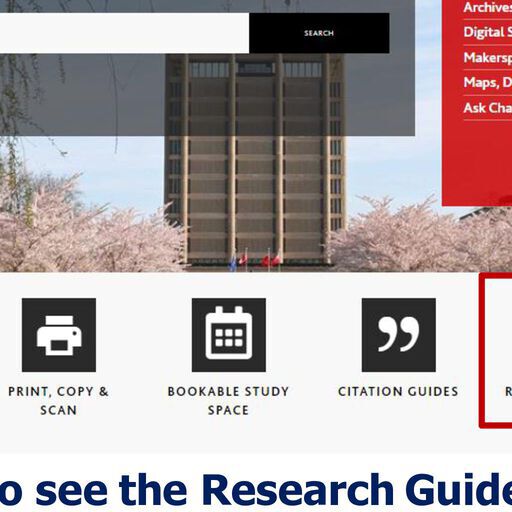 SEARCH
Archives
Digital S
Makersp
Maps, D
Ask Cha
PRINT, COPY &
SCAN
BOOKABLE STUDY
SPACE
CITATION GUIDES
R
o see the Research Guide